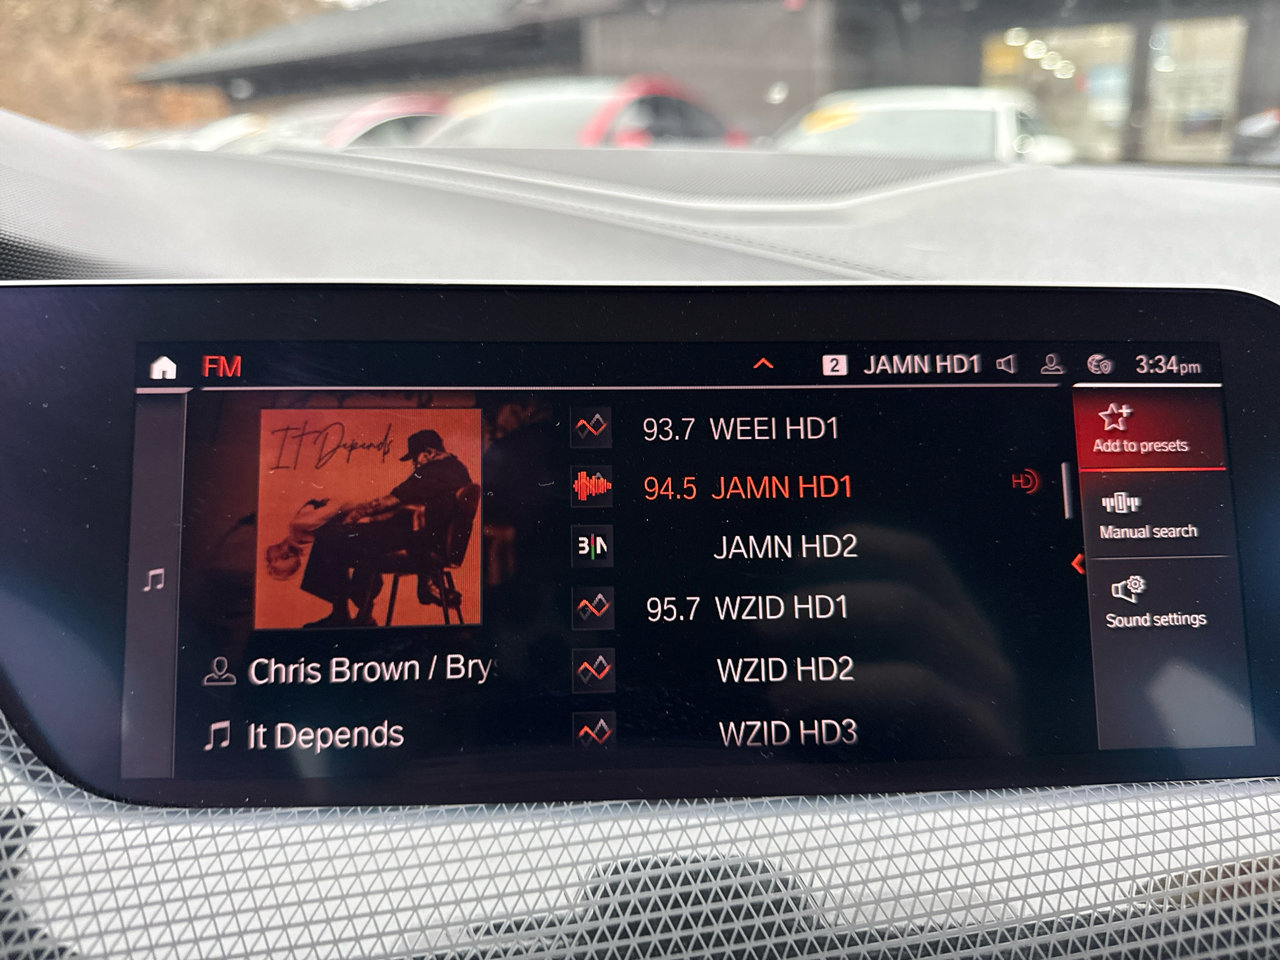 FM
2 JAMN HD1 3:34pm
It Depends
Chris Brown / Bry
It Depends
93.7 WEEI HD1
94.5 JAMN HD1 HD
B|N JAMN HD2
95.7 WZID HD1
WZID HD2
WZID HD3
Add to presets
Manual search
Sound settings